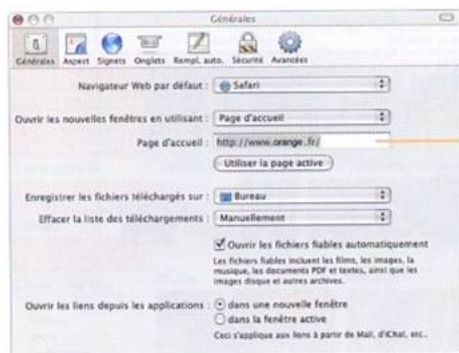 Générales
Générales Aspect Signets Onglets Rempl. auto. Sécurité Avancées
Navigateur Web par défaut : Safari
Ouvrir les nouvelles fenêtres en utilisant : Page d'accueil
Page d'accueil : http://www.orange.fr/
Utiliser la page active
Enregistrer les fichiers téléchargés sur : Bureau
Effacer la liste des téléchargements : Manuellement
Ouvrir les fichiers fiables automatiquement
Les fichiers fiables incluent les films, les images, la
musique, les documents PDF et textes, ainsi que les
images disque et autres archives.
Ouvrir les liens depuis les applications : dans une nouvelle fenêtre
dans la fenêtre active
Ceci s'applique aux liens à partir de Mail, d'iChat, etc..